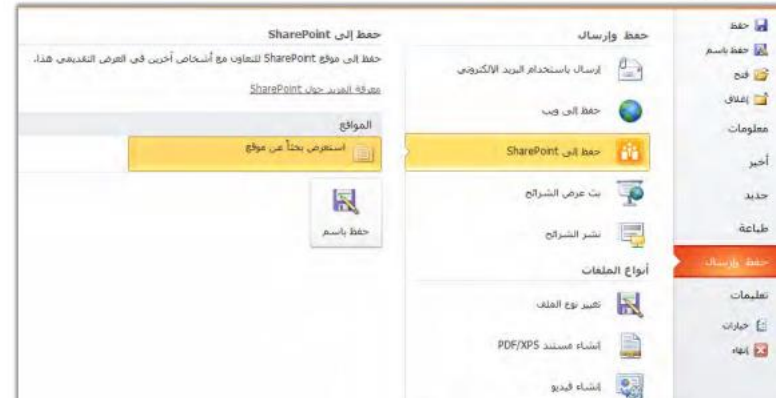 حفظ
حفظ باسم
فتح
إغلاق
معلومات
أخير
جديد
طباعة
حفظ وإرسال
تعليمات
خيارات
إنهاء
حفظ وإرسال
إرسال باستخدام البريد الالكتروني
حفظ إلى ويب
حفظ إلى SharePoint
بث عرض الشرائح
نشر الشرائح
أنواع الملفات
تغيير نوع الملف
إنشاء مستند PDF/XPS
إنشاء فيديو
حفظ إلى SharePoint
حفظ إلى موقع SharePoint للتعاون مع أشخاص آخرين في العرض التقديمي هذا.
معرفة المزيد حول SharePoint
المواقع
استعرض بحثاً عن موقع
حفظ باسم